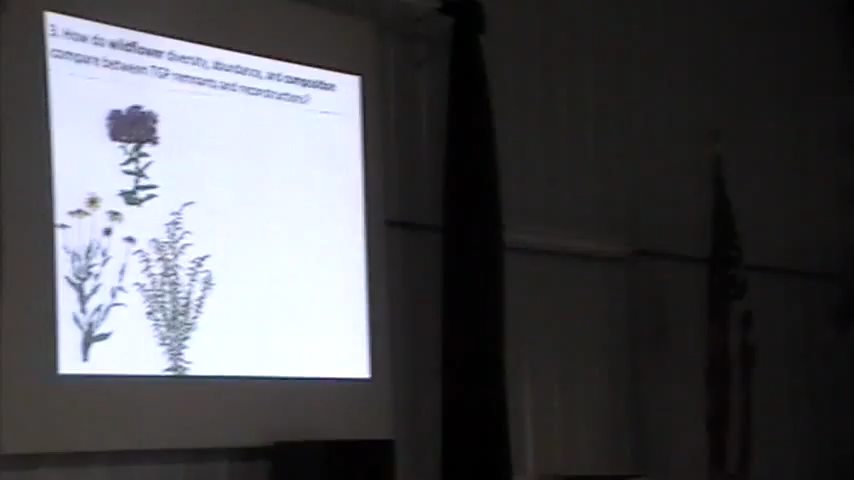 3. How do wildflower diversity, abundance, and composition
compare between TGP remnants and reconstructions?